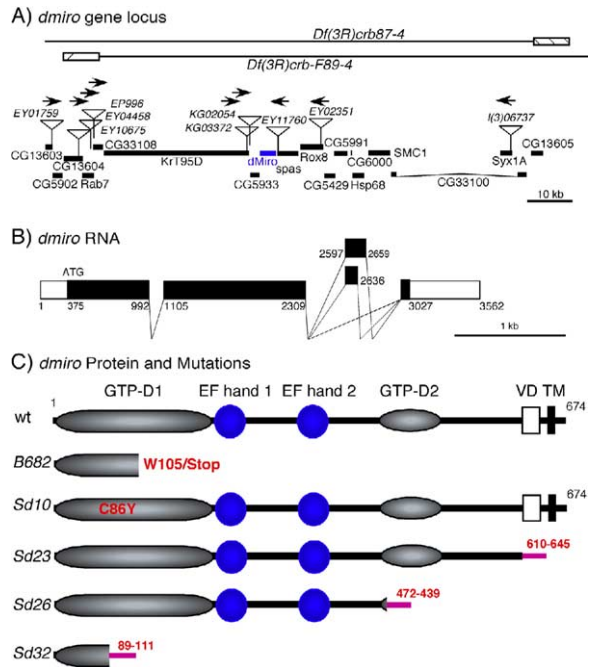 A) dmiro gene locus
Df(3R)crb87-4
Df(3R)crb-F89-4
EY01759 EP996 EY04458 EY10675 KG02054 KG03372 EY11760 EY02351 l(3)06737
CG13603 CG13604 CG33108 KrT95D dMiro spas Rox8 CG5991 CG6000 SMC1 Syx1A CG13605
CG5902 Rab7 CG5933 CG5429 Hsp68 CG33100
10 kb
B) dmiro RNA
ATG
2597 2659
2636
1 375 992 1105 2309 3027 3562
1 kb
C) dmiro Protein and Mutations
GTP-D1 EF hand 1 EF hand 2 GTP-D2 VD TM
wt 1 674
B682 W105/Stop
Sd10 C86Y 674
Sd23 610-645
Sd26 472-439
Sd32 89-111